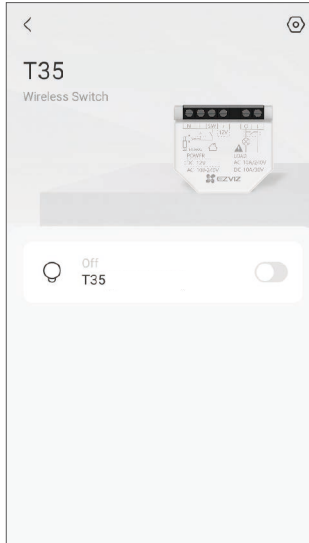 T35
Wireless Switch
POWER
LOAD
EZVIZ
Off
T35